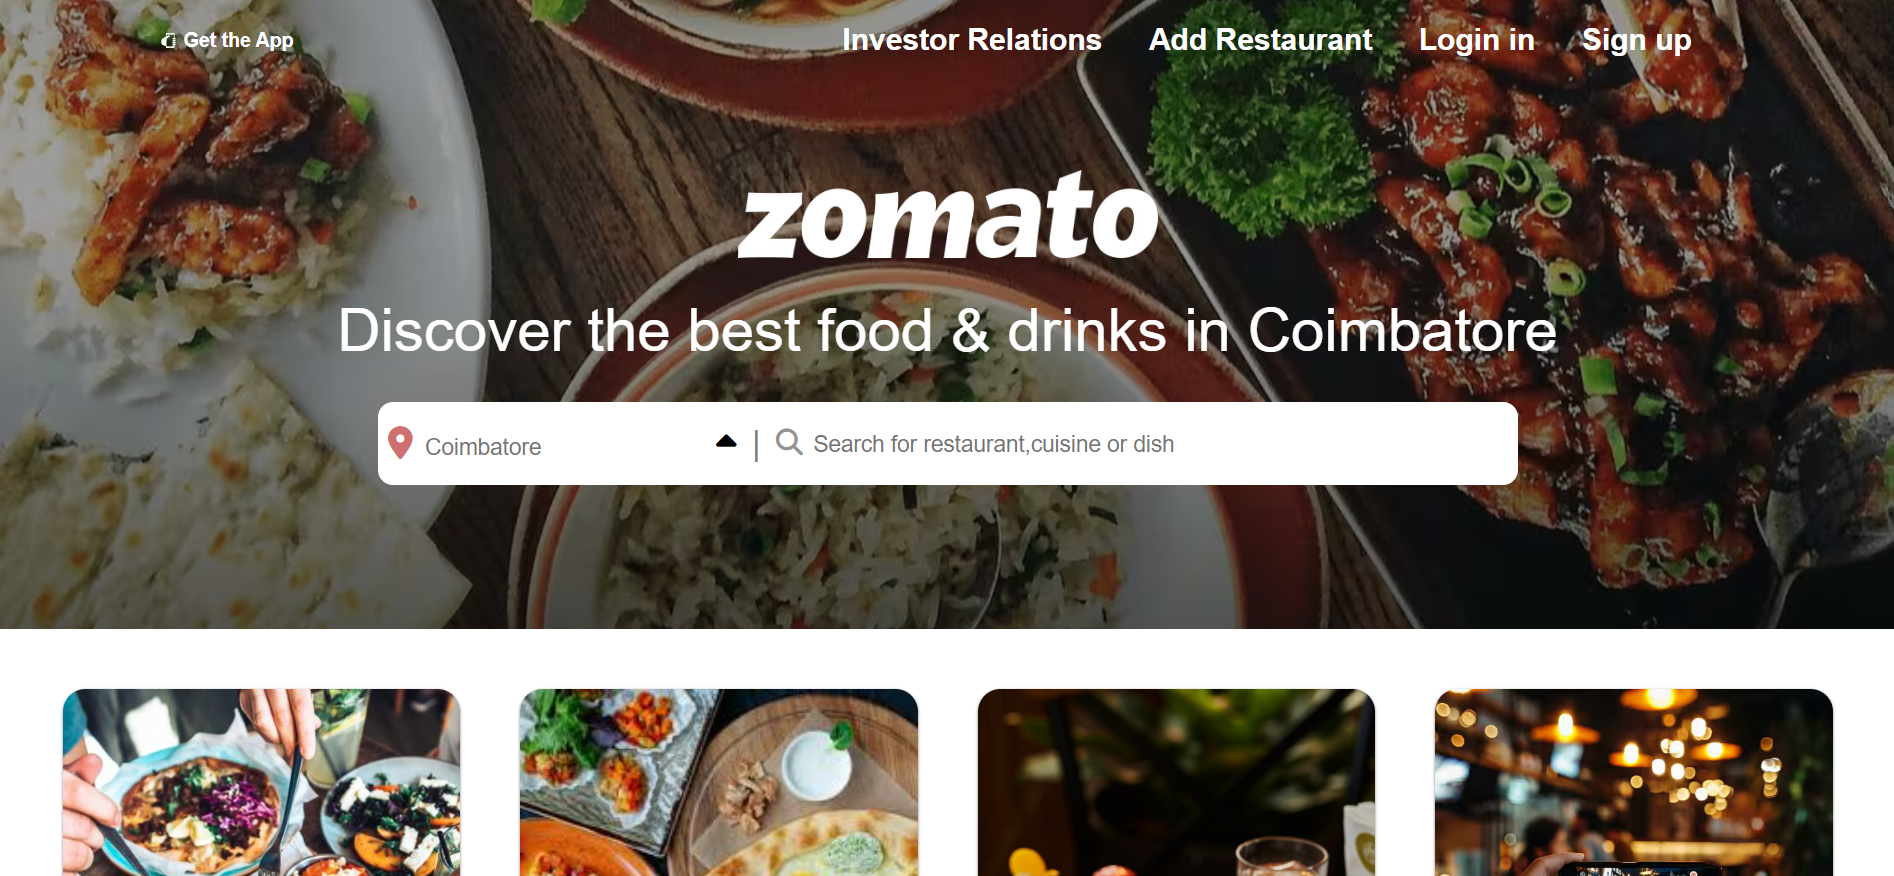 Get the App
Investor Relations
Add Restaurant
Login in
Sign up
zomato
Discover the best food & drinks in Coimbatore
Coimbatore
| Search for restaurant,cuisine or dish